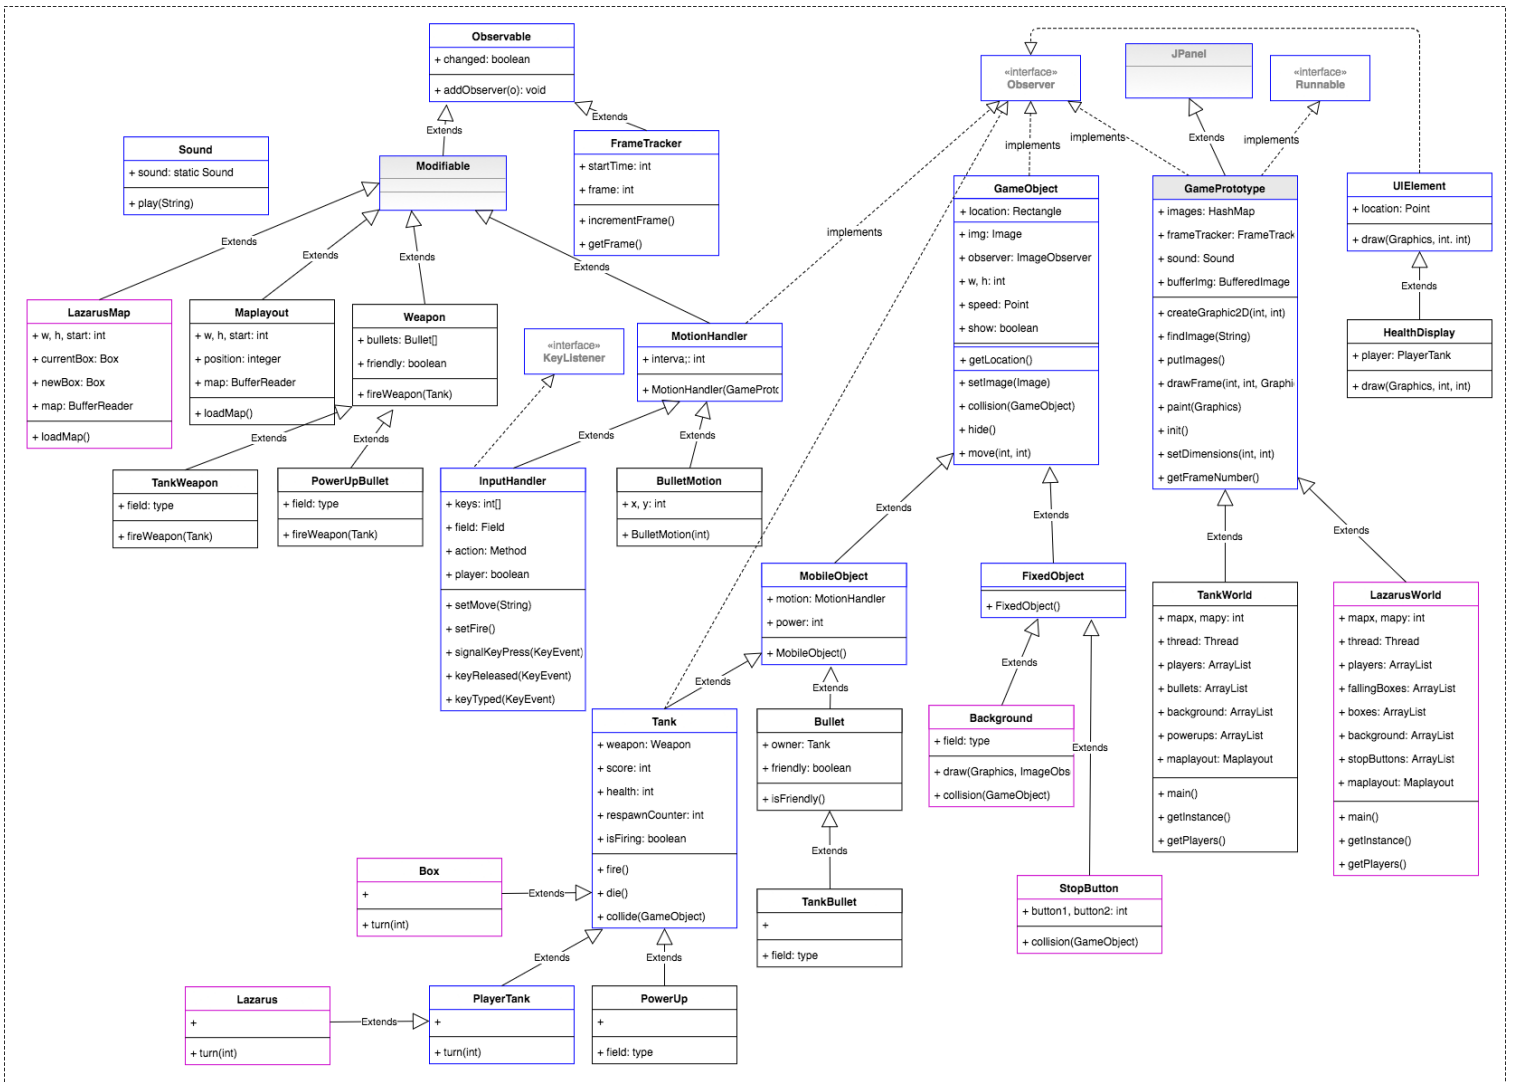 Observable
+ changed: boolean
+ addObserver(o): void
«interface»
Observer
JPanel
«interface»
Runnable
Extends
Extends
implements
implements
Extends
implements
Sound
+ sound: static Sound
+ play(String)
Modifiable
FrameTracker
+ startTime: int
+ frame: int
+ incrementFrame()
+ getFrame()
GameObject
+ location: Rectangle
+ img: Image
+ observer: ImageObserver
+ w, h: int
+ speed: Point
+ show: boolean
+ getLocation()
+ setImage(Image)
+ collision(GameObject)
+ hide()
+ move(int, int)
GamePrototype
+ images: HashMap
+ frameTracker: FrameTrack
+ sound: Sound
+ bufferImg: BufferedImage
+ createGraphic2D(int, int)
+ findImage(String)
+ putImages()
+ drawFrame(int, int, Graphi
+ paint(Graphics)
+ init()
+ setDimensions(int, int)
+ getFrameNumber()
UIElement
+ location: Point
+ draw(Graphics, int. int)
Extends
HealthDisplay
+ player: PlayerTank
+ draw(Graphics, int, int)
Extends
Extends
Extends
Extends
implements
LazarusMap
+ w, h, start: int
+ currentBox: Box
+ newBox: Box
+ map: BufferReader
+ loadMap()
Maplayout
+ w, h, start: int
+ position: integer
+ map: BufferReader
+ loadMap()
Weapon
+ bullets: Bullet[]
+ friendly: boolean
+ fireWeapon(Tank)
«interface»
KeyListener
MotionHandler
+ interva;: int
+ MotionHandler(GameProto
Extends
Extends
Extends
Extends
TankWeapon
+ field: type
+ fireWeapon(Tank)
PowerUpBullet
+ field: type
+ fireWeapon(Tank)
InputHandler
+ keys: int[]
+ field: Field
+ action: Method
+ player: boolean
+ setMove(String)
+ setFire()
+ signalKeyPress(KeyEvent)
+ keyReleased(KeyEvent)
+ keyTyped(KeyEvent)
BulletMotion
+ x, y: int
+ BulletMotion(int)
Extends
Extends
Extends
Extends
MobileObject
+ motion: MotionHandler
+ power: int
+ MobileObject()
FixedObject
+ FixedObject()
TankWorld
+ mapx, mapy: int
+ thread: Thread
+ players: ArrayList
+ bullets: ArrayList
+ background: ArrayList
+ powerups: ArrayList
+ maplayout: Maplayout
+ main()
+ getInstance()
+ getPlayers()
LazarusWorld
+ mapx, mapy: int
+ thread: Thread
+ players: ArrayList
+ fallingBoxes: ArrayList
+ boxes: ArrayList
+ background: ArrayList
+ stopButtons: ArrayList
+ maplayout: Maplayout
+ main()
+ getInstance()
+ getPlayers()
Extends
Extends
Extends
Extends
Tank
+ weapon: Weapon
+ score: int
+ health: int
+ respawnCounter: int
+ isFiring: boolean
+ fire()
+ die()
+ collide(GameObject)
Bullet
+ owner: Tank
+ friendly: boolean
+ isFriendly()
Background
+ field: type
+ draw(Graphics, ImageObs
+ collision(GameObject)
Extends
Box
+
+ turn(int)
Extends
TankBullet
+
+ field: type
StopButton
+ button1, button2: int
+ collision(GameObject)
Extends
Extends
Lazarus
+
+ turn(int)
Extends
PlayerTank
+
+ turn(int)
PowerUp
+
+ field: type